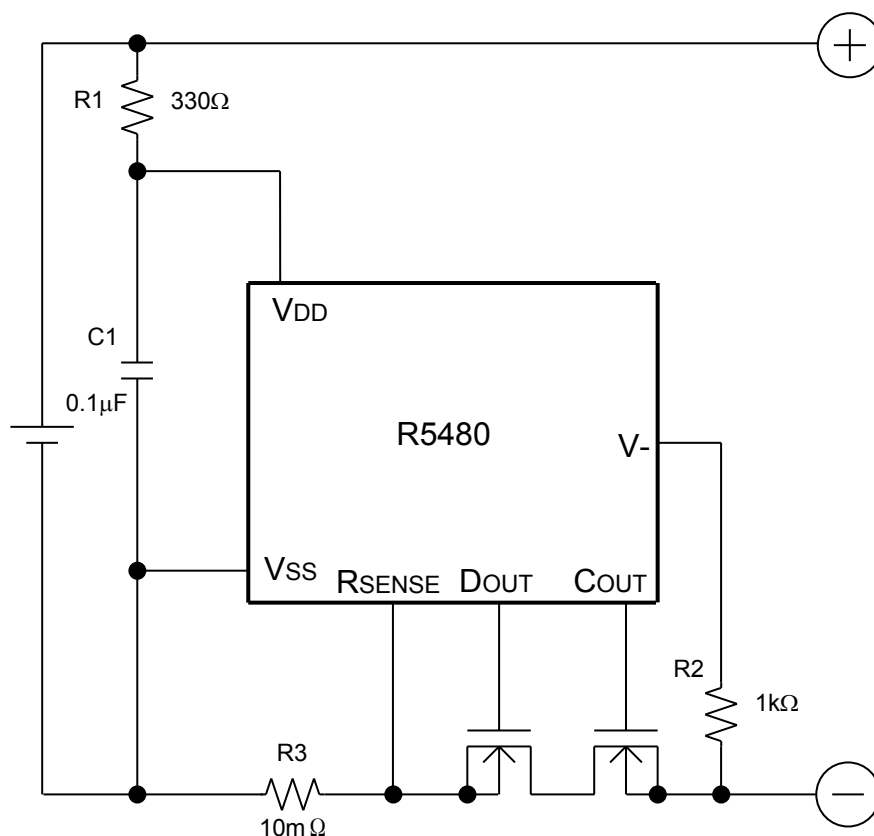 R1
330Ω
VDD
C1
0.1μF
R5480
V-
VSS
RSENSE
DOUT
COUT
R2
1kΩ
R3
10mΩ